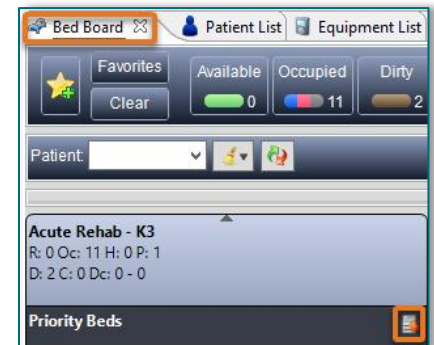 Bed Board Patient List Equipment List
Favorites Available Occupied Dirty
Clear 0 11 2
Patient:
Acute Rehab - K3
R: 0 Oc: 11 H: 0 P: 1
D: 2 C: 0 Dc: 0 - 0
Priority Beds